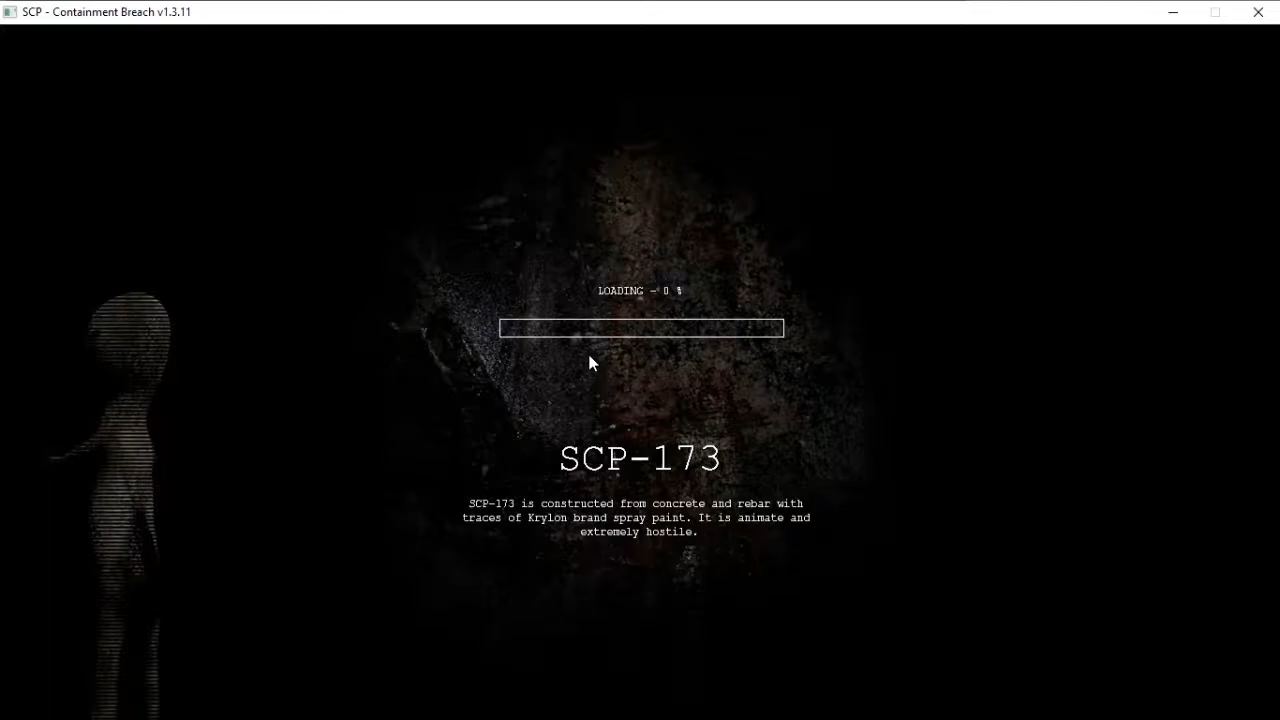 SCP - Containment Breach v1.3.11
LOADING - 0 %
SCP-173
SCP-173 is constructed from concrete and rebar with
traces of Krylon brand spray paint. It is animate and
extremely hostile.